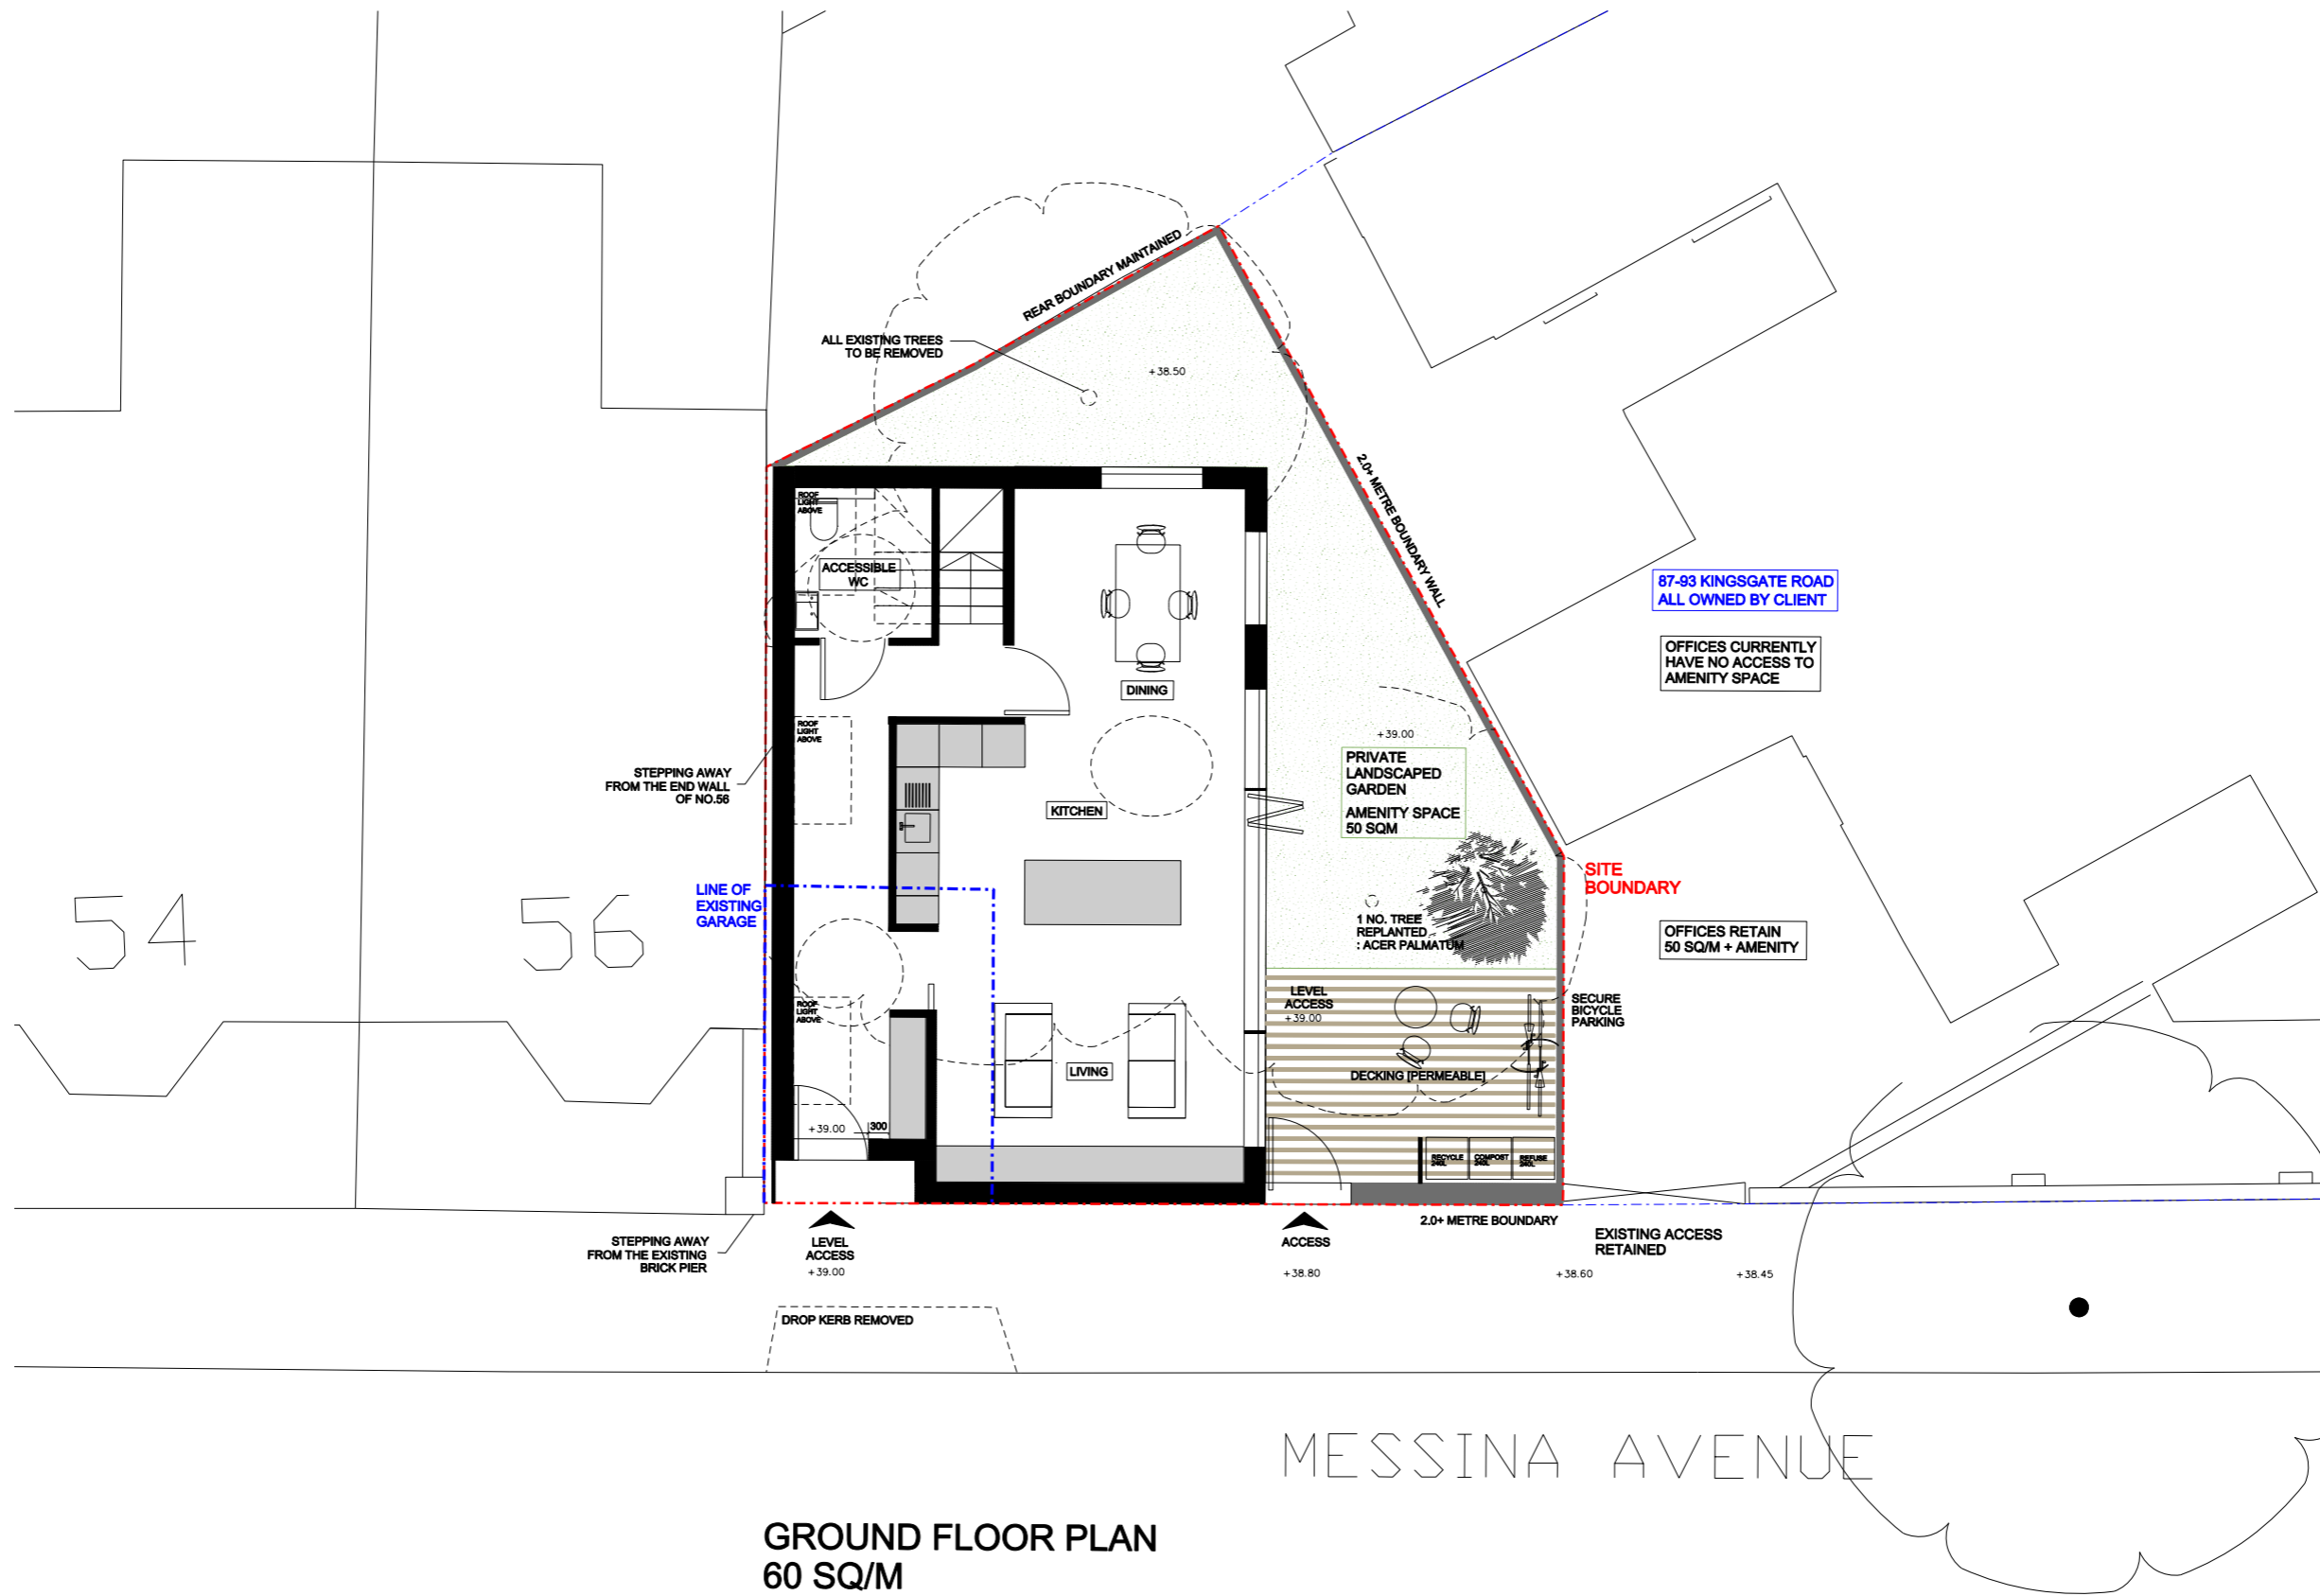 REAR BOUNDARY MAINTAINED
ALL EXISTING TREES
TO BE REMOVED
+38.50
2.0+ METRE BOUNDARY WALL
ROOF
LIGHT
ABOVE
ACCESSIBLE
WC
87-93 KINGSGATE ROAD
ALL OWNED BY CLIENT
OFFICES CURRENTLY
HAVE NO ACCESS TO
AMENITY SPACE
DINING
ROOF
LIGHT
ABOVE
+39.00
PRIVATE
LANDSCAPED
GARDEN
AMENITY SPACE
50 SQM
STEPPING AWAY
FROM THE END WALL
OF NO.56
KITCHEN
SITE
BOUNDARY
LINE OF
EXISTING
GARAGE
54
56
1 NO. TREE
REPLANTED
: ACER PALMATUM
OFFICES RETAIN
50 SQ/M + AMENITY
ROOF
LIGHT
ABOVE
LEVEL
ACCESS
+39.00
SECURE
BICYCLE
PARKING
LIVING
DECKING [PERMEABLE]
+39.00
300
RECYCLE
240L
COMPOST
240L
REFUSE
240L
STEPPING AWAY
FROM THE EXISTING
BRICK PIER
LEVEL
ACCESS
+39.00
ACCESS
+38.80
2.0+ METRE BOUNDARY
EXISTING ACCESS
RETAINED
+38.60
+38.45
DROP KERB REMOVED
MESSINA AVENUE
GROUND FLOOR PLAN
60 SQ/M